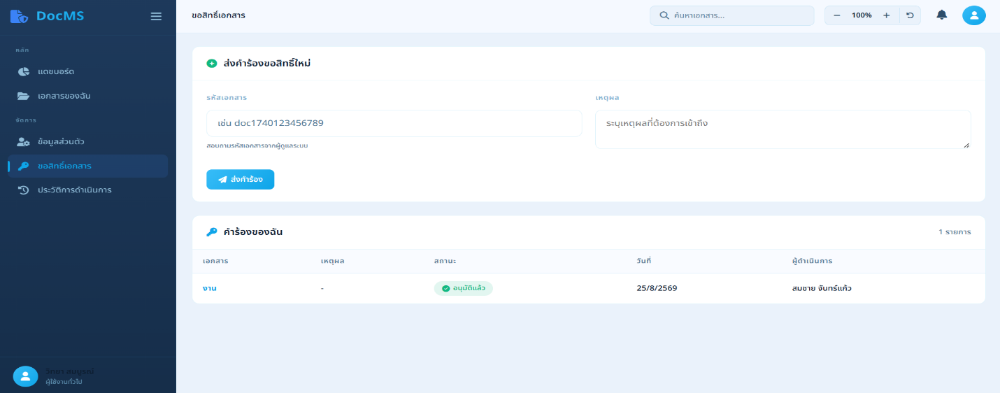 DocMS
หลัก
แดชบอร์ด
เอกสารของฉัน
จัดการ
ข้อมูลส่วนตัว
ขอสิทธิ์เอกสาร
ประวัติการดำเนินการ
วิทยา สมบูรณ์
ผู้ใช้งานทั่วไป
ขอสิทธิ์เอกสาร
ค้นหาเอกสาร...
100%
ส่งคำร้องขอสิทธิ์ใหม่
รหัสเอกสาร
เช่น doc1740123456789
สอบถามรหัสเอกสารจากผู้ดูแลระบบ
เหตุผล
ระบุเหตุผลที่ต้องการเข้าถึง
ส่งคำร้อง
คำร้องของฉัน
1 รายการ
เอกสาร เหตุผล สถานะ วันที่ ผู้ดำเนินการ
งาน - อนุมัติแล้ว 25/8/2569 สมชาย จันทร์แก้ว